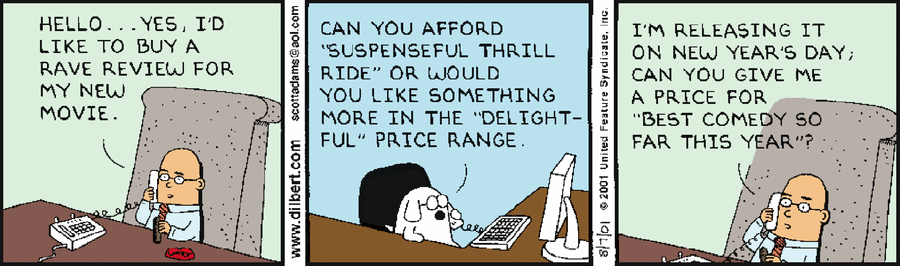 HELLO...YES, I'D
LIKE TO BUY A
RAVE REVIEW FOR
MY NEW
MOVIE.
www.dilbert.com scottadams@aol.com
CAN YOU AFFORD
"SUSPENSEFUL THRILL
RIDE" OR WOULD
YOU LIKE SOMETHING
MORE IN THE "DELIGHT-
FUL" PRICE RANGE.
8/7/01 © 2001 United Feature Syndicate, Inc.
I'M RELEASING IT
ON NEW YEAR'S DAY;
CAN YOU GIVE ME
A PRICE FOR
"BEST COMEDY SO
FAR THIS YEAR"?